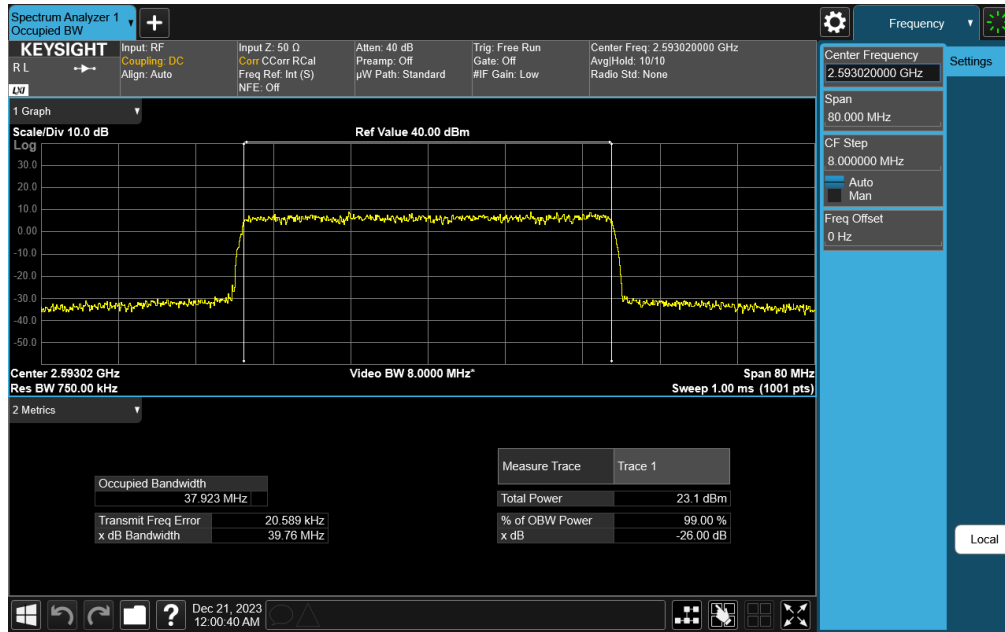 Spectrum Analyzer 1
Occupied BW
+
Frequency
KEYSIGHT
R L
LXI
Input: RF
Coupling: DC
Align: Auto
Input Z: 50 Ω
Corr CCorr RCal
Freq Ref: Int (S)
NFE: Off
Atten: 40 dB
Preamp: Off
µW Path: Standard
Trig: Free Run
Gate: Off
#IF Gain: Low
Center Freq: 2.593020000 GHz
Avg|Hold: 10/10
Radio Std: None
Center Frequency
2.593020000 GHz
Settings
Span
80.000 MHz
CF Step
8.000000 MHz
Auto
Man
Freq Offset
0 Hz
Local
1 Graph
Scale/Div 10.0 dB
Ref Value 40.00 dBm
Log
30.0
20.0
10.0
0.00
-10.0
-20.0
-30.0
-40.0
-50.0
Center 2.59302 GHz
Video BW 8.0000 MHz*
Span 80 MHz
Res BW 750.00 kHz
Sweep 1.00 ms (1001 pts)
2 Metrics
Measure Trace
Trace 1
Occupied Bandwidth
37.923 MHz
Total Power
23.1 dBm
Transmit Freq Error
20.589 kHz
% of OBW Power
99.00 %
x dB Bandwidth
39.76 MHz
x dB
-26.00 dB
?
Dec 21, 2023
12:00:40 AM